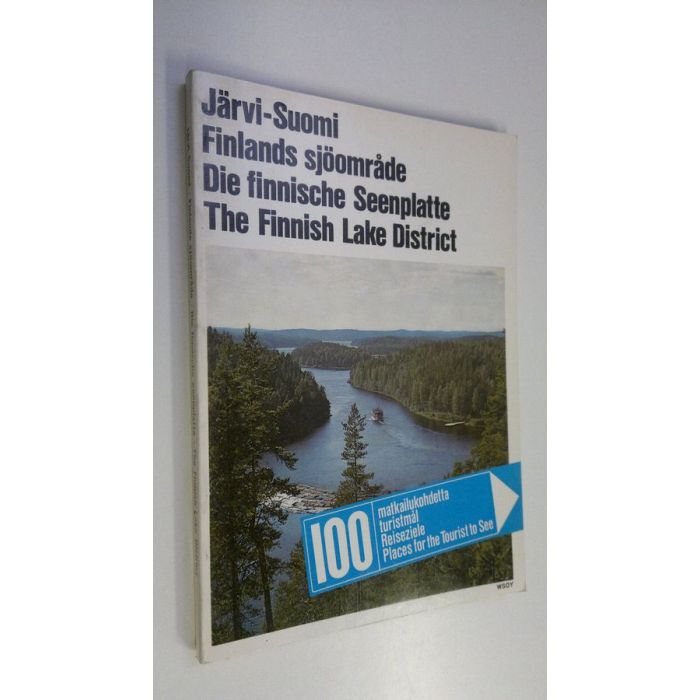 Järvi-Suomi
Finlands sjöområde
Die finnische Seenplatte
The Finnish Lake District
100
matkailukohdetta
turistmål
Reiseziele
Places for the Tourist to See
WSOY